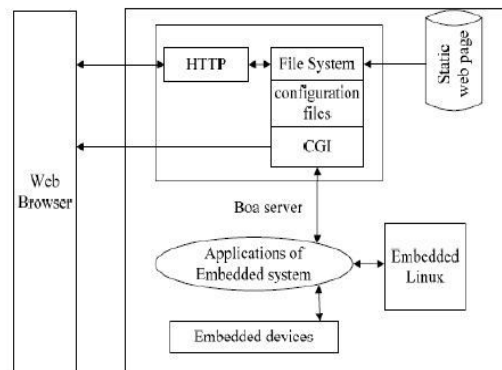 HTTP
File System
configuration
files
CGI
Static
web page
Web
Browser
Boa server
Applications of
Embedded system
Embedded
Linux
Embedded devices